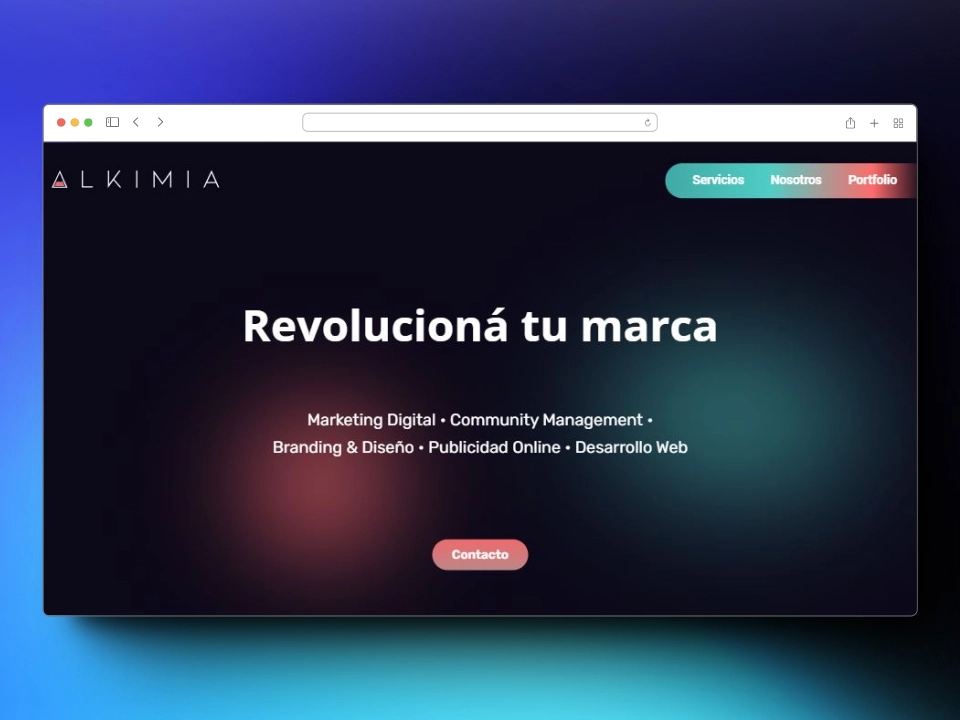 ALKIMIA
Servicios Nosotros Portfolio
Revolucioná tu marca
Marketing Digital • Community Management •
Branding & Diseño • Publicidad Online • Desarrollo Web
Contacto